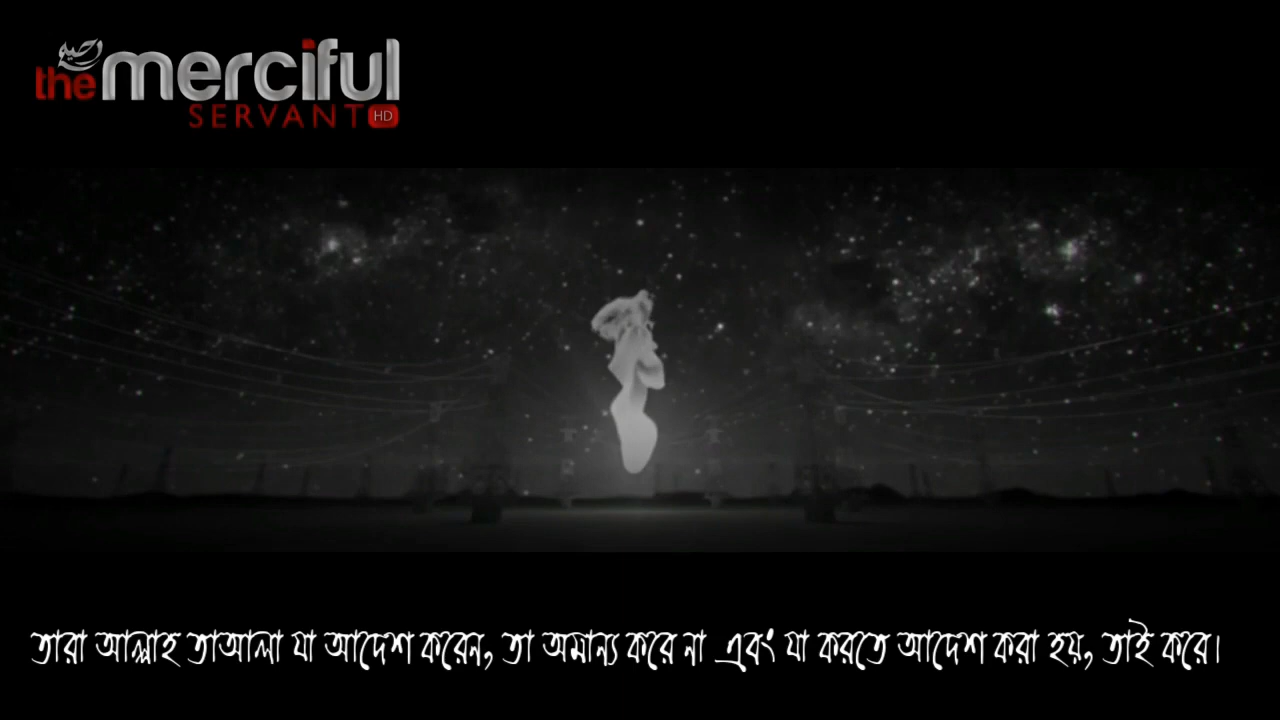 the merciful
SERVANT HD
তারা আল্লাহ তাআলা যা আদেশ করেন, তা অমান্য করে না এবং যা করতে আদেশ করা হয়, তাই করে।